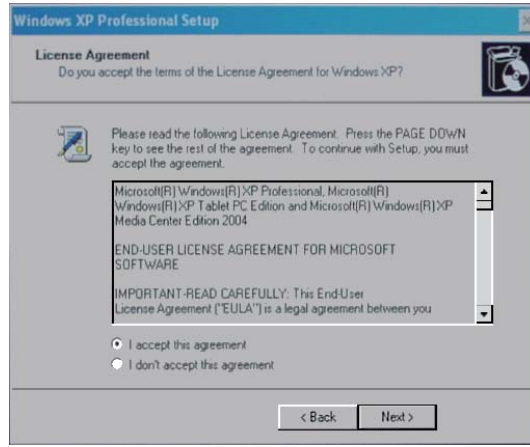 Windows XP Professional Setup
License Agreement
Do you accept the terms of the License Agreement for Windows XP?
Please read the following License Agreement. Press the PAGE DOWN
key to see the rest of the agreement. To continue with Setup, you must
accept the agreement.
Microsoft(R) Windows(R) XP Professional, Microsoft(R)
Windows(R) XP Tablet PC Edition and Microsoft(R) Windows(R) XP
Media Center Edition 2004
END-USER LICENSE AGREEMENT FOR MICROSOFT
SOFTWARE
IMPORTANT-READ CAREFULLY: This End-User
License Agreement ("EULA") is a legal agreement between you
I accept this agreement
I don't accept this agreement
< Back
Next >